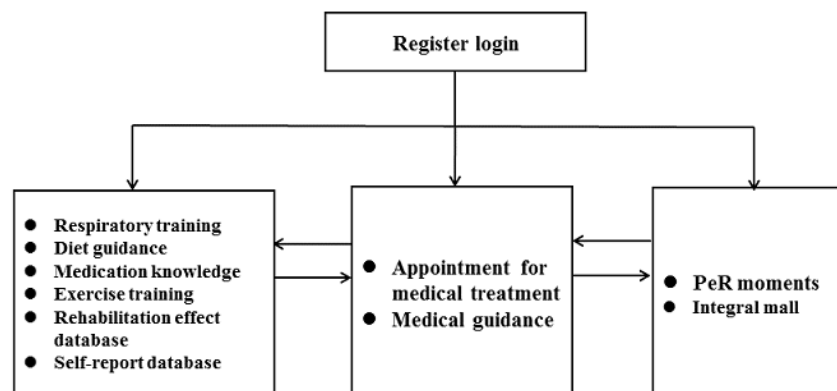 Register login
Respiratory training
Diet guidance
Medication knowledge
Exercise training
Rehabilitation effect
database
Self-report database
Appointment for
medical treatment
Medical guidance
PeR moments
Integral mall